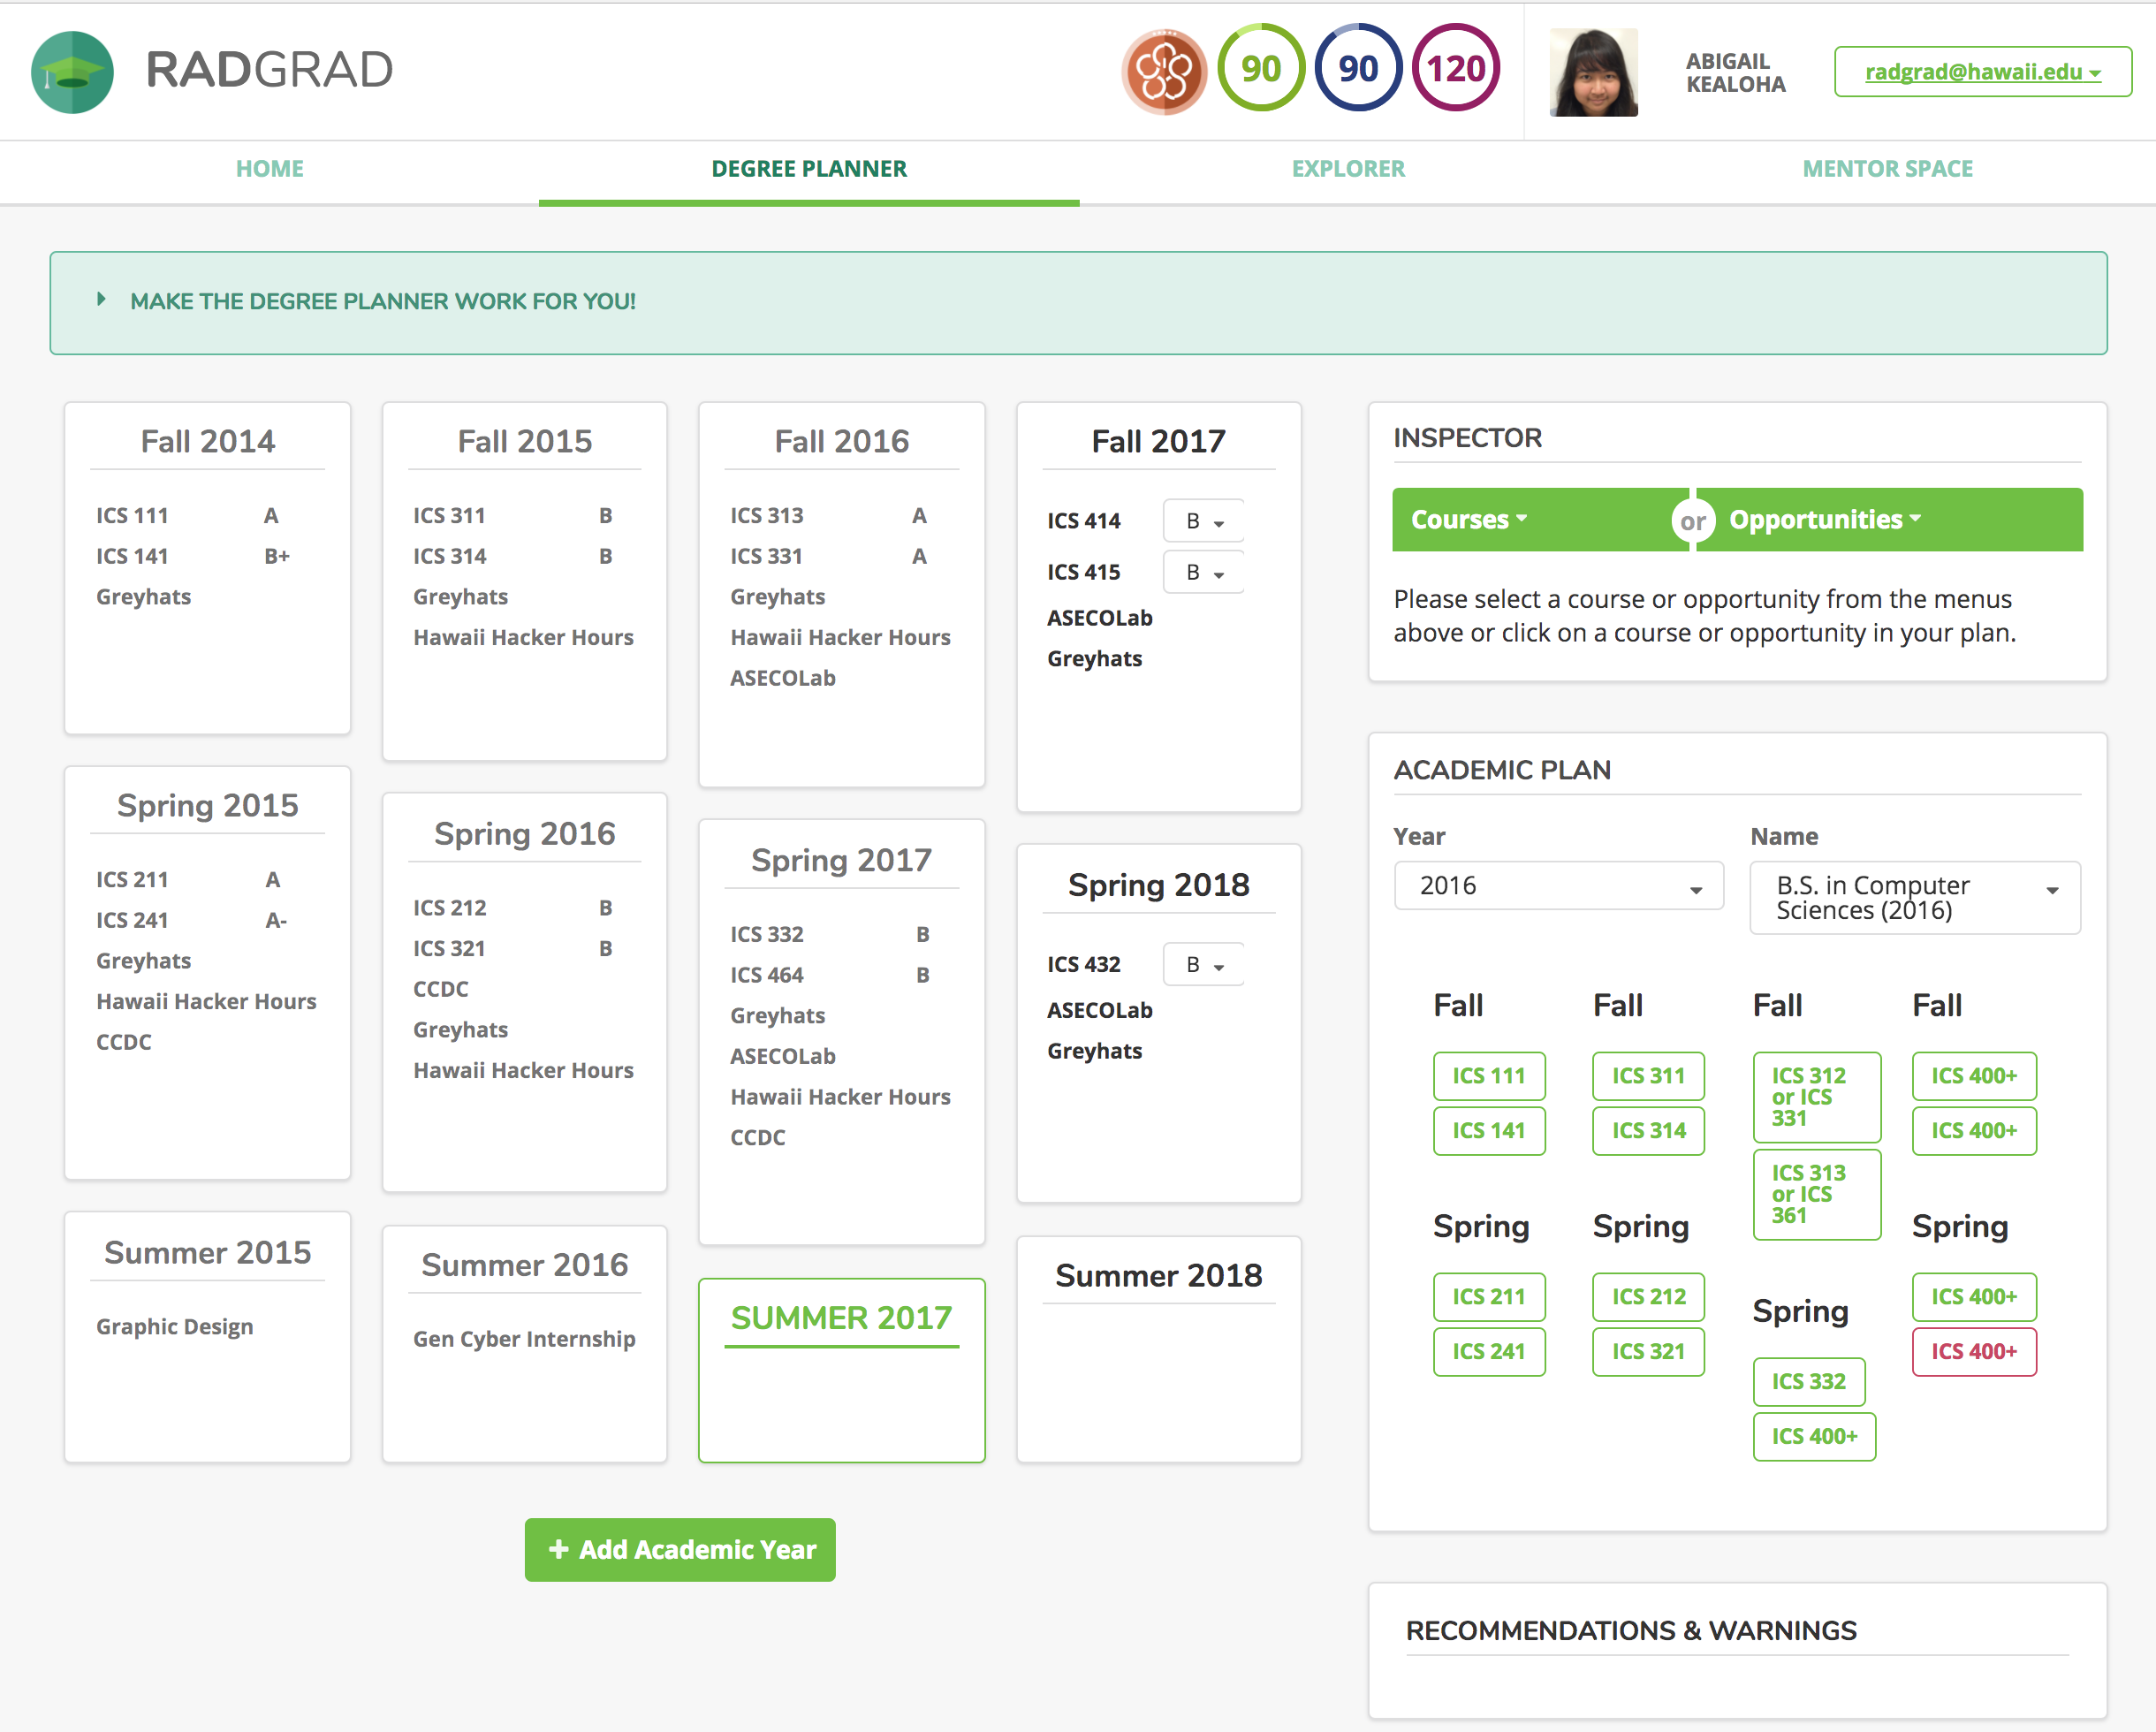 RADGRAD
90
90
120
ABIGAIL
KEALOHA
radgrad@hawaii.edu
HOME
DEGREE PLANNER
EXPLORER
MENTOR SPACE
MAKE THE DEGREE PLANNER WORK FOR YOU!
Fall 2014
ICS 111 A
ICS 141 B+
Greyhats
Spring 2015
ICS 211 A
ICS 241 A-
Greyhats
Hawaii Hacker Hours
CCDC
Summer 2015
Graphic Design
Fall 2015
ICS 311 B
ICS 314 B
Greyhats
Hawaii Hacker Hours
Spring 2016
ICS 212 B
ICS 321 B
CCDC
Greyhats
Hawaii Hacker Hours
Summer 2016
Gen Cyber Internship
Fall 2016
ICS 313 A
ICS 331 A
Greyhats
Hawaii Hacker Hours
ASECOLab
Spring 2017
ICS 332 B
ICS 464 B
Greyhats
ASECOLab
Hawaii Hacker Hours
CCDC
SUMMER 2017
Fall 2017
ICS 414 B
ICS 415 B
ASECOLab
Greyhats
Spring 2018
ICS 432 B
ASECOLab
Greyhats
Summer 2018
+ Add Academic Year
INSPECTOR
Courses or Opportunities
Please select a course or opportunity from the menus
above or click on a course or opportunity in your plan.
ACADEMIC PLAN
Year
2016
Name
B.S. in Computer
Sciences (2016)
Fall
ICS 111
ICS 141
Spring
ICS 211
ICS 241
Fall
ICS 311
ICS 314
Spring
ICS 212
ICS 321
Fall
ICS 312
or ICS
331
ICS 313
or ICS
361
Spring
ICS 332
ICS 400+
Fall
ICS 400+
ICS 400+
Spring
ICS 400+
ICS 400+
RECOMMENDATIONS & WARNINGS